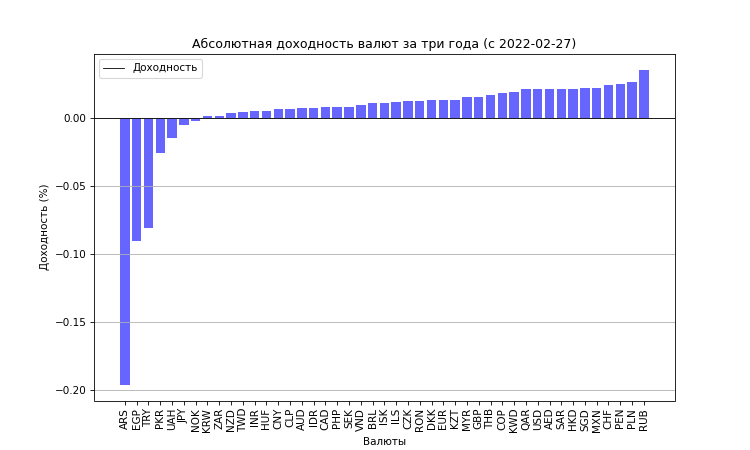 Абсолютная доходность валют за три года (с 2022-02-27)
Доходность
0.00
−0.05
−0.10
−0.15
−0.20
Доходность (%)
ARS EGP TRY PKR UAH JPY NOK KRW ZAR NZD TWD INR HUF CNY CLP AUD IDR CAD PHP SEK VND BRL ISK ILS CZK RON DKK EUR KZT MYR GBP THB COP KWD QAR USD AED SAR HKD SGD MXN CHF PEN PLN RUB
Валюты